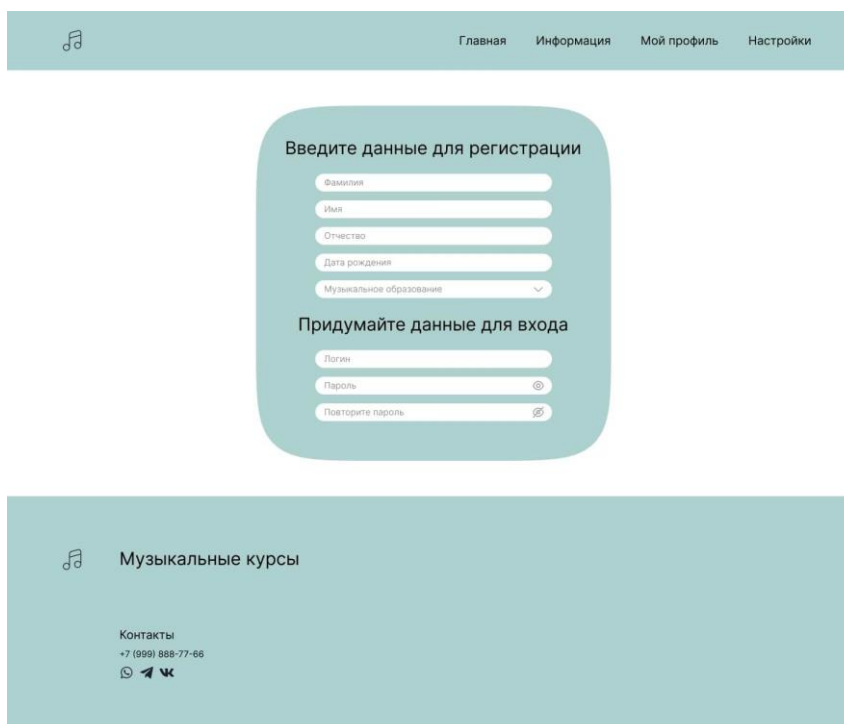 Главная Информация Мой профиль Настройки
Введите данные для регистрации
Фамилия
Имя
Отчество
Дата рождения
Музыкальное образование
Придумайте данные для входа
Логин
Пароль
Повторите пароль
Музыкальные курсы
Контакты
+7 (999) 888-77-66